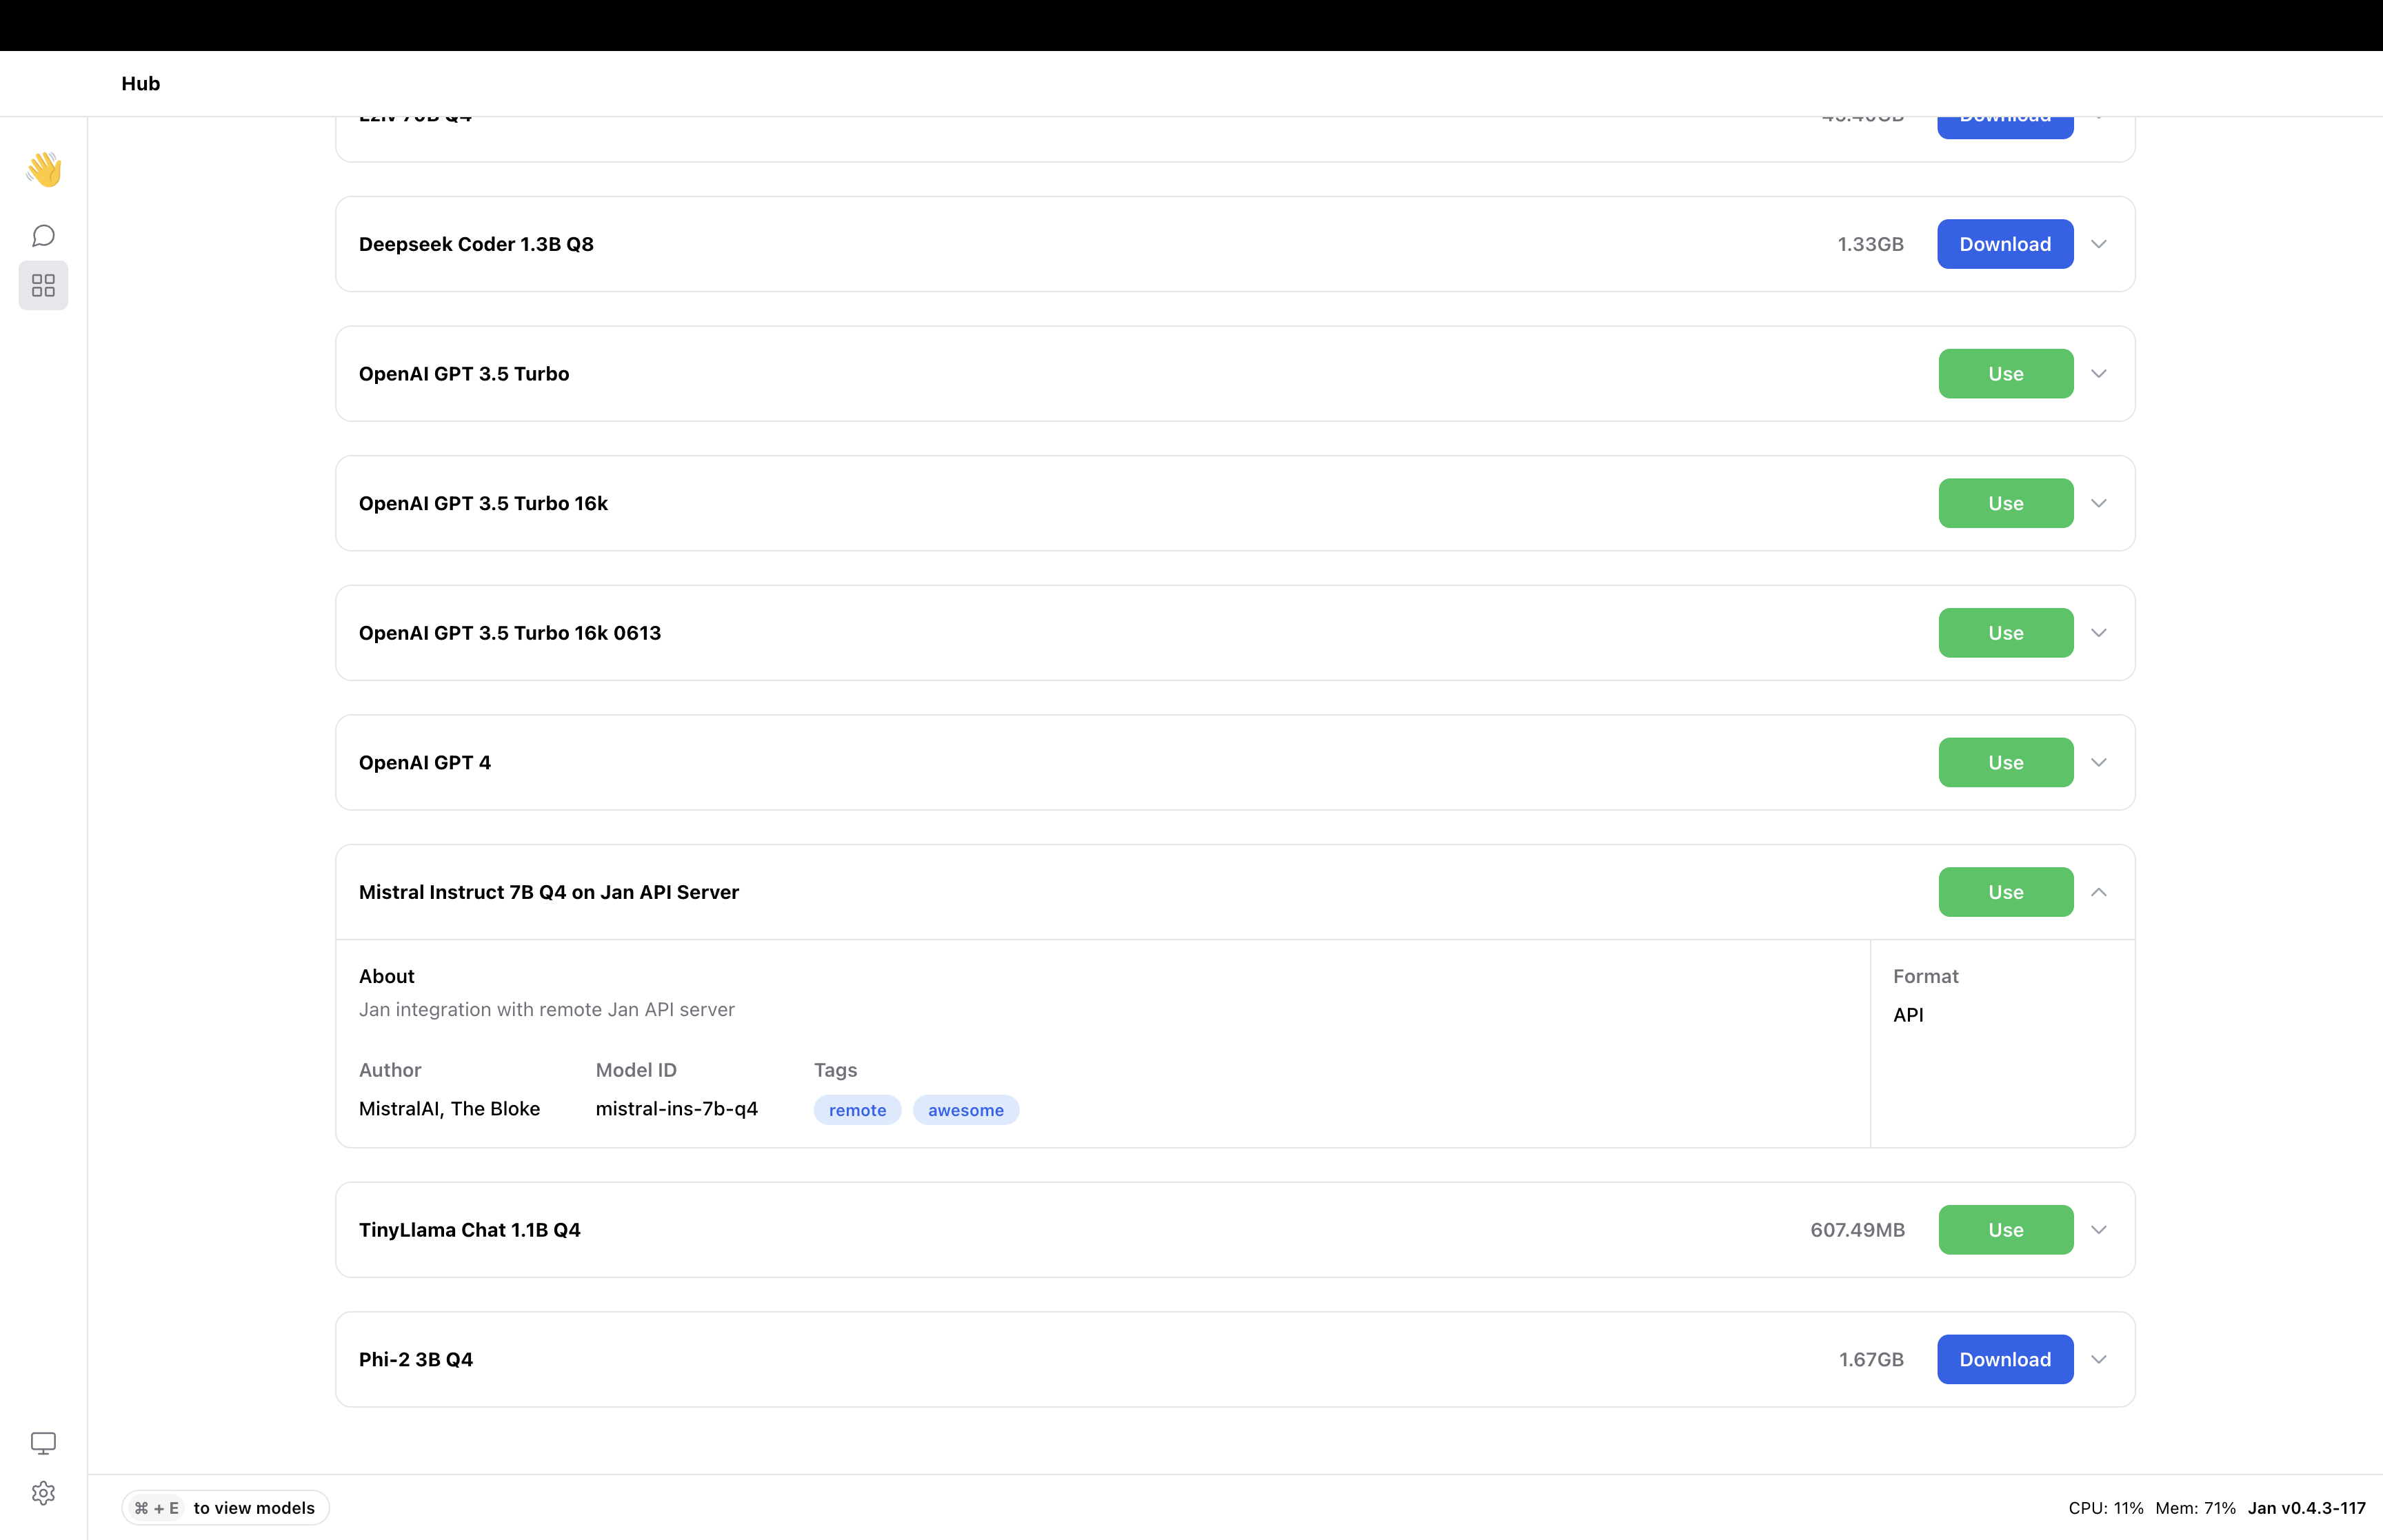 Hub
Deepseek Coder 1.3B Q8 1.33GB Download
OpenAI GPT 3.5 Turbo Use
OpenAI GPT 3.5 Turbo 16k Use
OpenAI GPT 3.5 Turbo 16k 0613 Use
OpenAI GPT 4 Use
Mistral Instruct 7B Q4 on Jan API Server Use
About
Format
Jan integration with remote Jan API server
API
Author Model ID Tags
MistralAI, The Bloke mistral-ins-7b-q4 remote awesome
TinyLlama Chat 1.1B Q4 607.49MB Use
Phi-2 3B Q4 1.67GB Download
⌘ + E to view models CPU: 11% Mem: 71% Jan v0.4.3-117